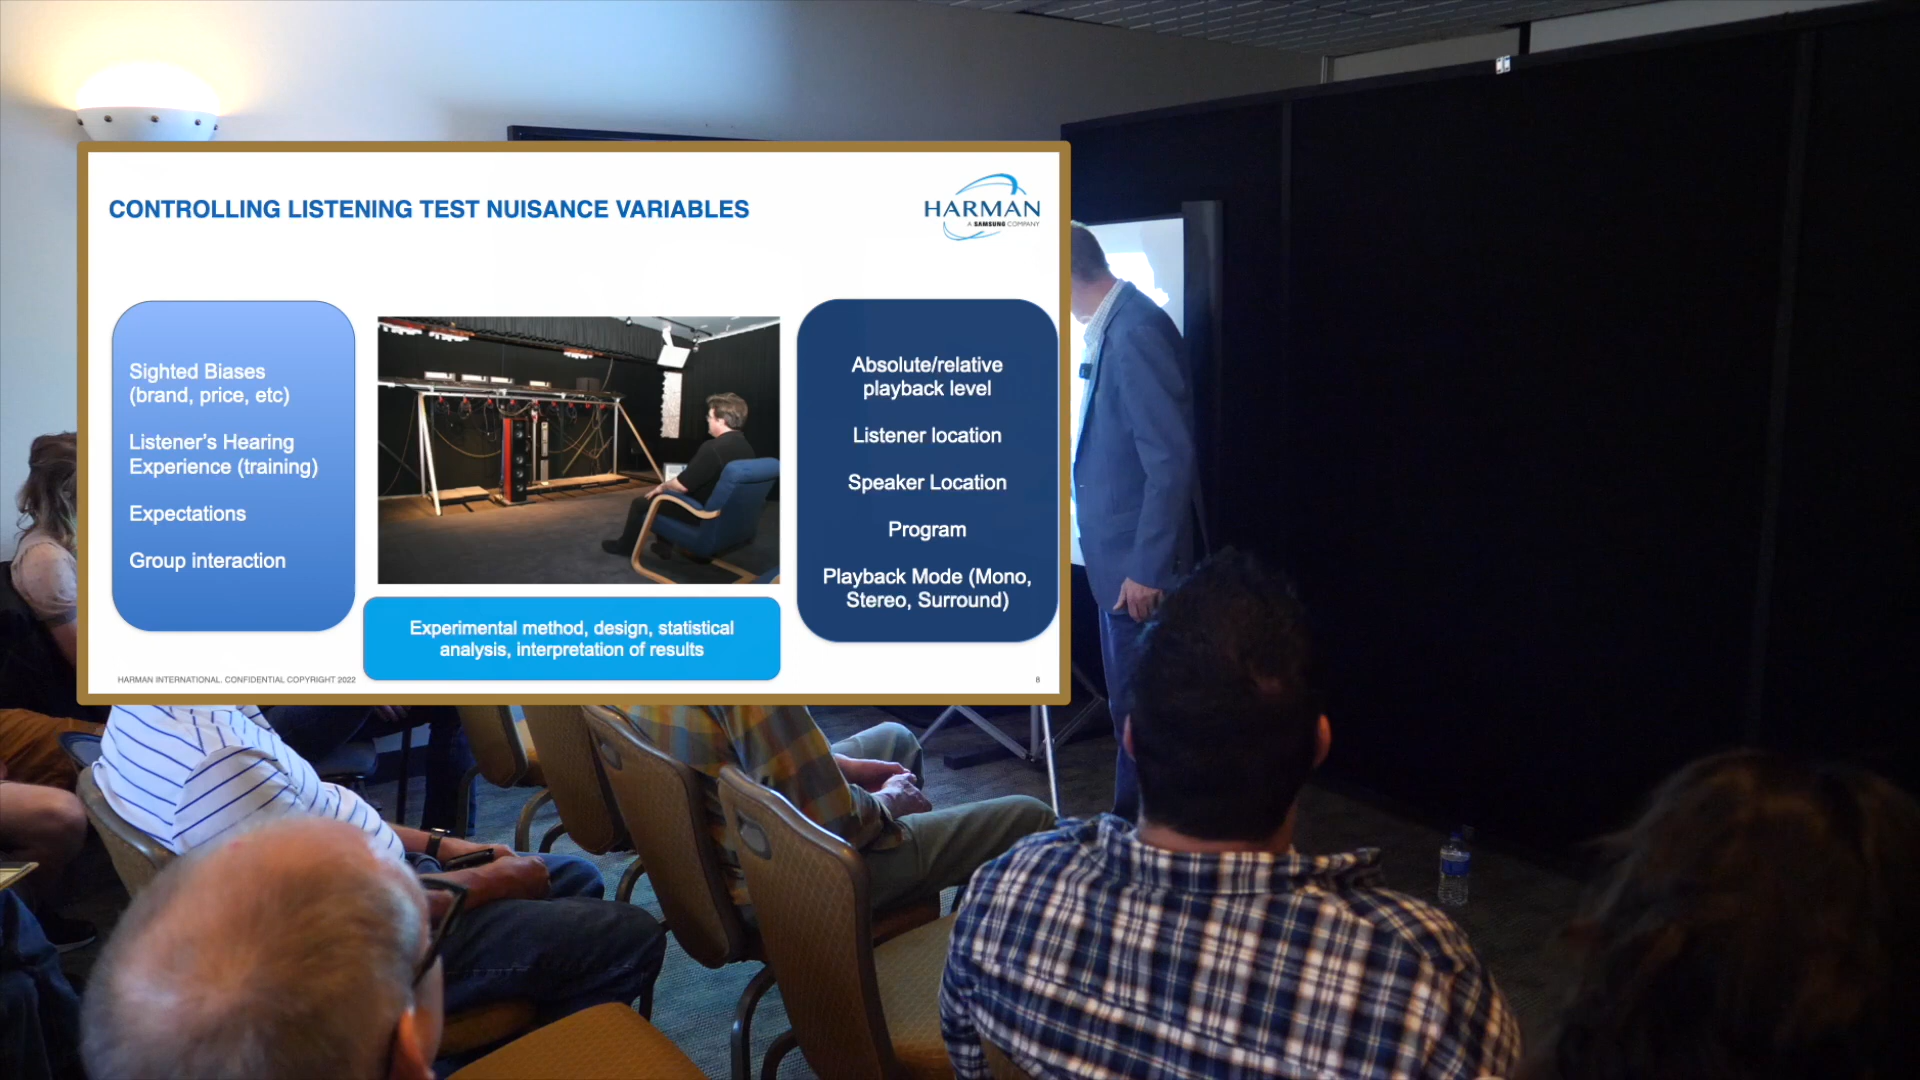 CONTROLLING LISTENING TEST NUISANCE VARIABLES
HARMAN
A SAMSUNG COMPANY
Sighted Biases
(brand, price, etc)
Listener's Hearing
Experience (training)
Expectations
Group interaction
Absolute/relative
playback level
Listener location
Speaker Location
Program
Playback Mode (Mono,
Stereo, Surround)
Experimental method, design, statistical
analysis, interpretation of results
HARMAN INTERNATIONAL. CONFIDENTIAL COPYRIGHT 2022
8